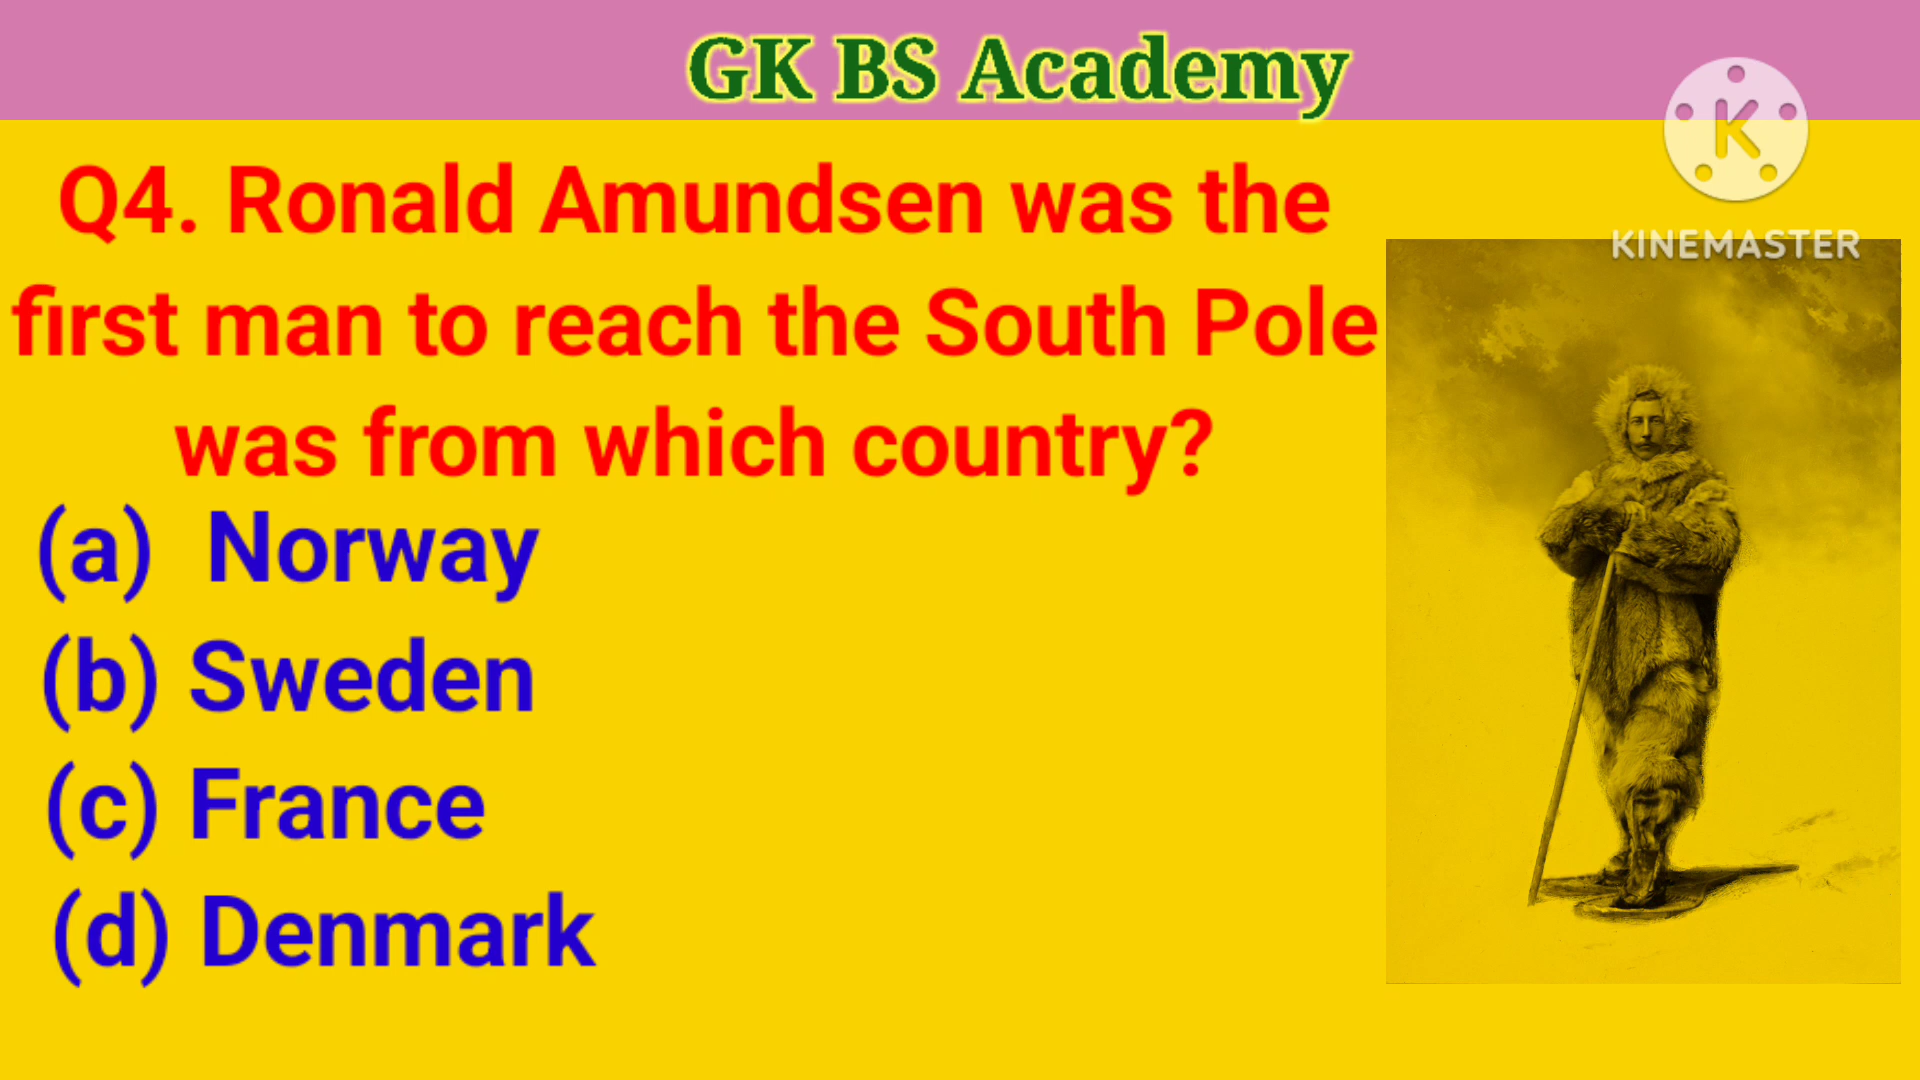 GK BS Academy
K
KINEMASTER
Q4. Ronald Amundsen was the
first man to reach the South Pole
was from which country?
(a) Norway
(b) Sweden
(c) France
(d) Denmark